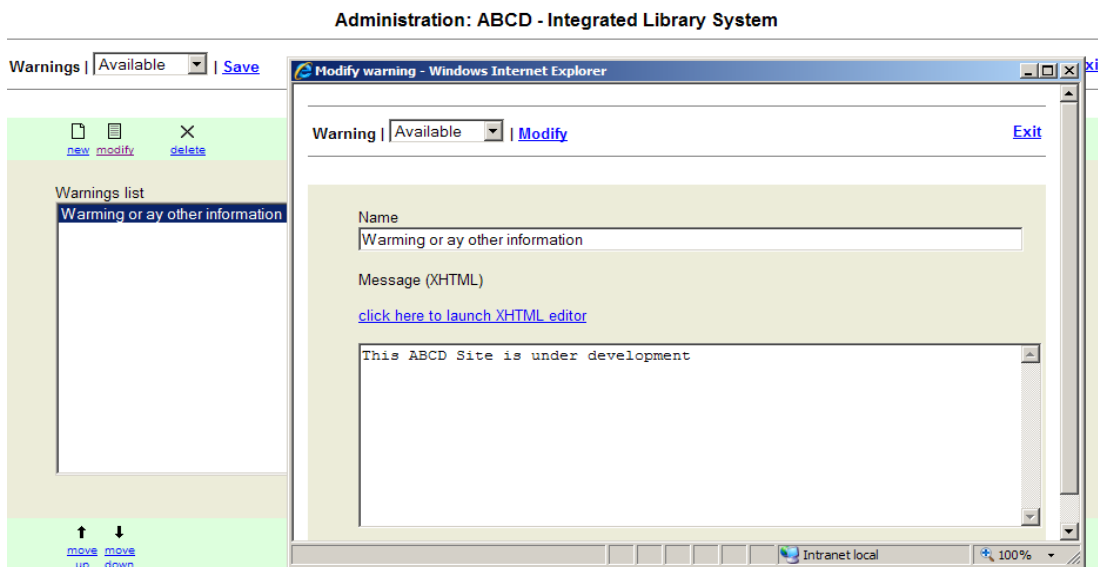 Administration: ABCD - Integrated Library System
Warnings | Available | Save
xi
new modify delete
Warnings list
Warming or ay other information
move up move down
Modify warning - Windows Internet Explorer
Warning | Available | Modify Exit
Name
Warming or ay other information
Message (XHTML)
click here to launch XHTML editor
This ABCD Site is under development
Intranet local 100%